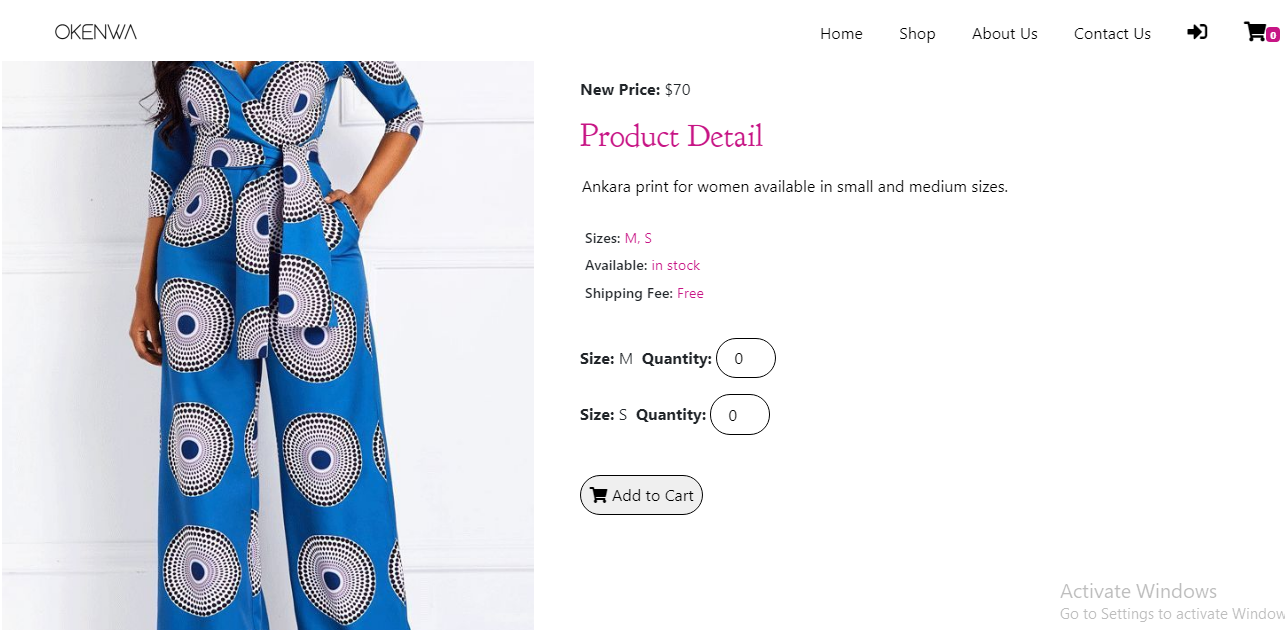 OKENWA
Home Shop About Us Contact Us 0
New Price: $70
Product Detail
Ankara print for women available in small and medium sizes.
Sizes: M, S
Available: in stock
Shipping Fee: Free
Size: M Quantity: 0
Size: S Quantity: 0
Add to Cart
Activate Windows
Go to Settings to activate Window